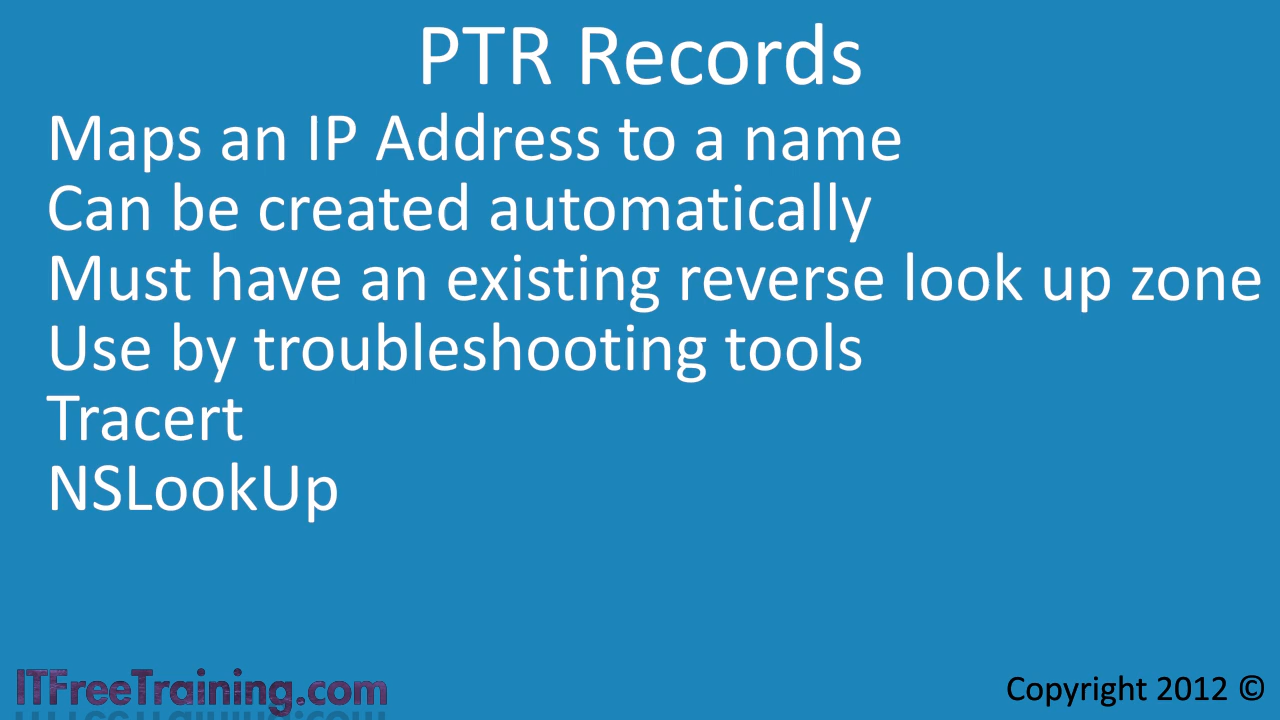 PTR Records
Maps an IP Address to a name
Can be created automatically
Must have an existing reverse look up zone
Use by troubleshooting tools
Tracert
NSLookUp
ITFreeTraining.com
Copyright 2012 ©